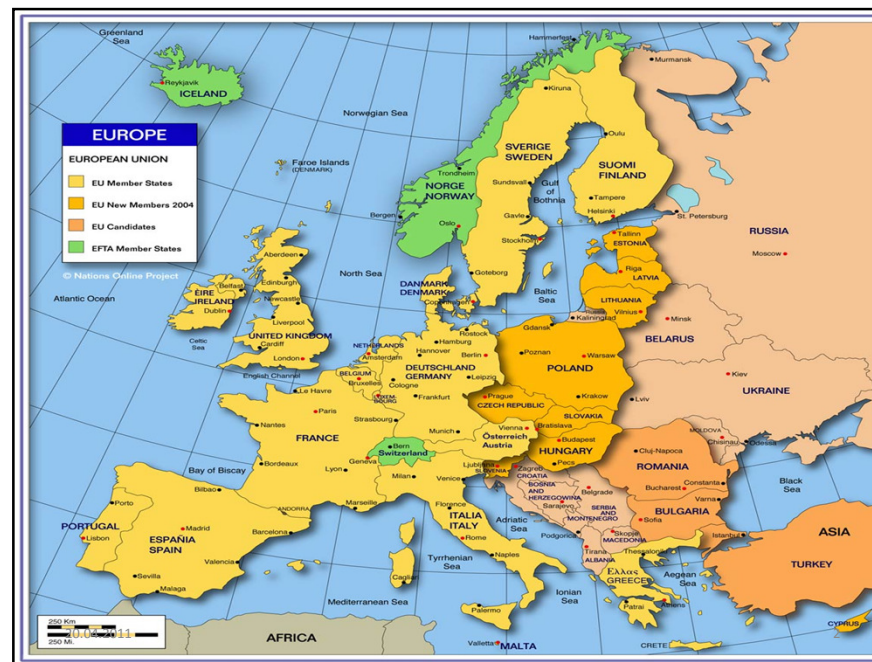 Greenland
Sea
Hammerfest
Murmansk
Reykjavik
ICELAND
Kiruna
Norwegian Sea
EUROPE
EUROPEAN UNION
EU Member States
EU New Members 2004
EU Candidates
EFTA Member States
© Nations Online Project
Faroe Islands
(DENMARK)
Oulu
SVERIGE
SWEDEN
SUOMI
FINLAND
Trondheim
Sundsvall
Gulf
of
Bothnia
NORGE
NORWAY
Tampere
Bergen
Gavle
Helsinki
St. Petersburg
Oslo
Stockholm
Tallinn
ESTONIA
RUSSIA
Moscow
Aberdeen
North Sea
Goteborg
Baltic
Sea
Riga
LATVIA
Atlantic Ocean
Edinburgh
DANMARK
DENMARK
Copenhagen
LITHUANIA
Vilnius
ÉIRE
IRELAND
Belfast
Newcastle
Russia
Kaliningrad
Minsk
Dublin
Liverpool
Rostock
Gdansk
BELARUS
Celtic
Sea
UNITED KINGDOM
Cardiff
NETHERLANDS
Amsterdam
Hamburg
Hannover
Berlin
Poznan
Warsaw
POLAND
London
BELGIUM
Bruxelles
DEUTSCHLAND
GERMANY
Leipzig
Kiev
English Channel
Cologne
Le Havre
LUXEM-
BOURG
Frankfurt
Prague
CZECH REPUBLIC
Krakow
Lviv
UKRAINE
Paris
Strasbourg
SLOVAKIA
Nantes
FRANCE
Munich
Vienna
Bratislava
Österreich
Austria
Budapest
HUNGARY
MOLDOVA
Chisinau
Odessa
Bern
Switzerland
Cluj-Napoca
Geneva
Ljubljana
SLOVENIA
Pecs
ROMANIA
Bay of Biscay
Bordeaux
Lyon
Milan
Venice
Zagreb
CROATIA
BOSNIA
AND
HERZEGOWINA
Sarajevo
Belgrade
Bucharest
Constanta
Black
Sea
Bilbao
Marseille
Florence
SERBIA
AND
MONTENEGRO
Varna
Porto
ANDORRA
ITALIA
ITALY
Adriatic
Sea
Podgorica
Sofia
BULGARIA
PORTUGAL
Lisbon
Madrid
ESPAÑIA
SPAIN
Barcelona
Rome
Skopje
MACEDONIA
Istanbul
ASIA
Tirana
ALBANIA
Thessaloniki
Valencia
Tyrrhenian
Sea
Naples
TURKEY
Sevilla
Cagliari
Ελλας
GREECE
Aegean
Sea
Malaga
Ionian
Sea
Mediterranean Sea
Palermo
Patrai
Athens
250 Km
20.04.2011
250 Mi.
AFRICA
Valletta
MALTA
CRETE
CYPRUS